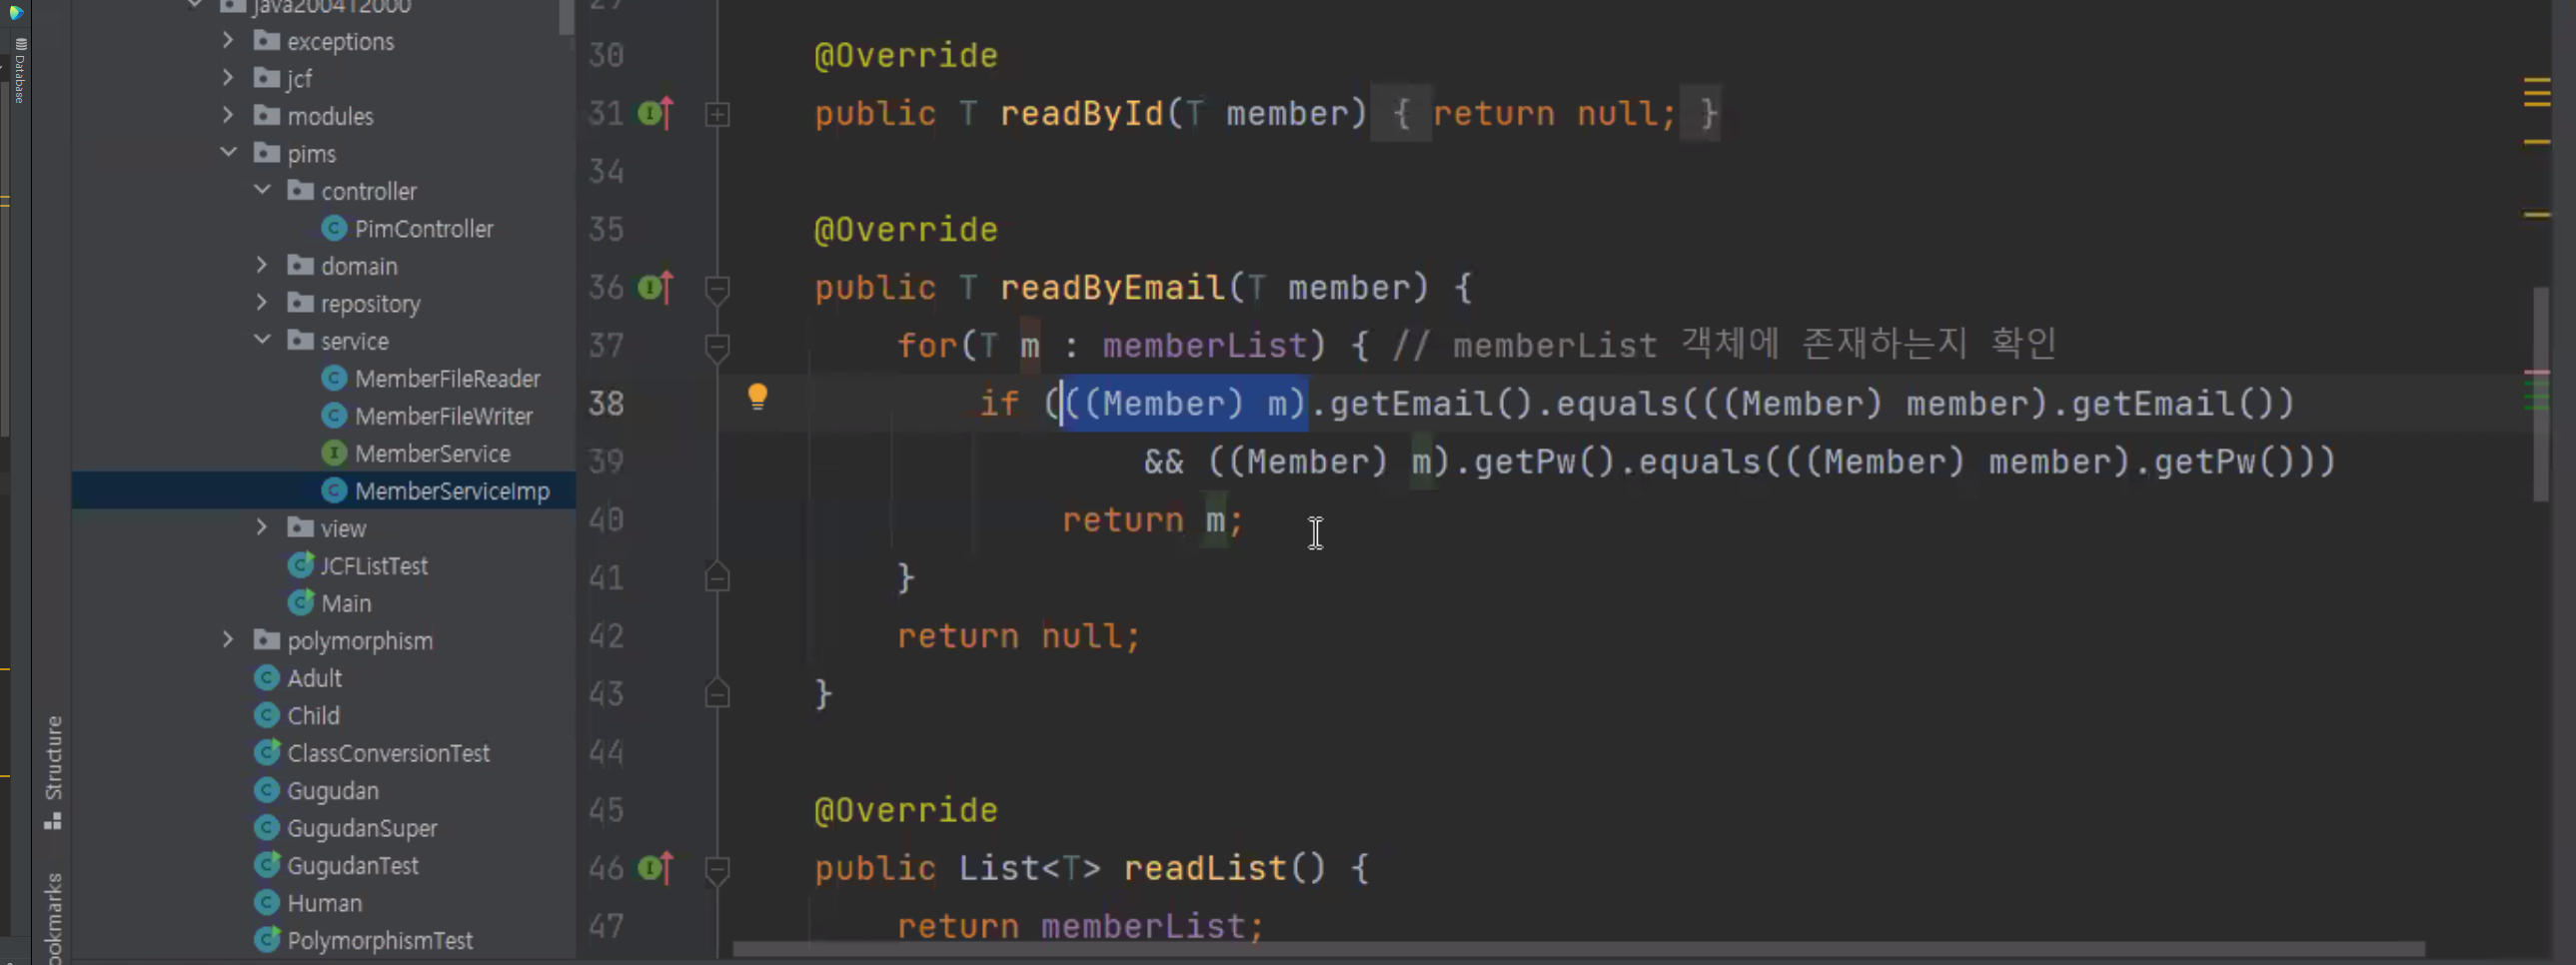 java200412000
exceptions
jcf
modules
pims
controller
PimController
domain
repository
service
MemberFileReader
MemberFileWriter
MemberService
MemberServiceImp
view
JCFListTest
Main
polymorphism
Adult
Child
ClassConversionTest
Gugudan
GugudanSuper
GugudanTest
Human
PolymorphismTest
Database
Structure
ookmarks
29
30 @Override
31 public T readById(T member) { return null; }
34
35 @Override
36 public T readByEmail(T member) {
37 for(T m : memberList) { // memberList 객체에 존재하는지 확인
38 if (((Member) m).getEmail().equals(((Member) member).getEmail())
39 && ((Member) m).getPw().equals(((Member) member).getPw()))
40 return m;
41 }
42 return null;
43 }
44
45 @Override
46 public List<T> readList() {
47 return memberList;